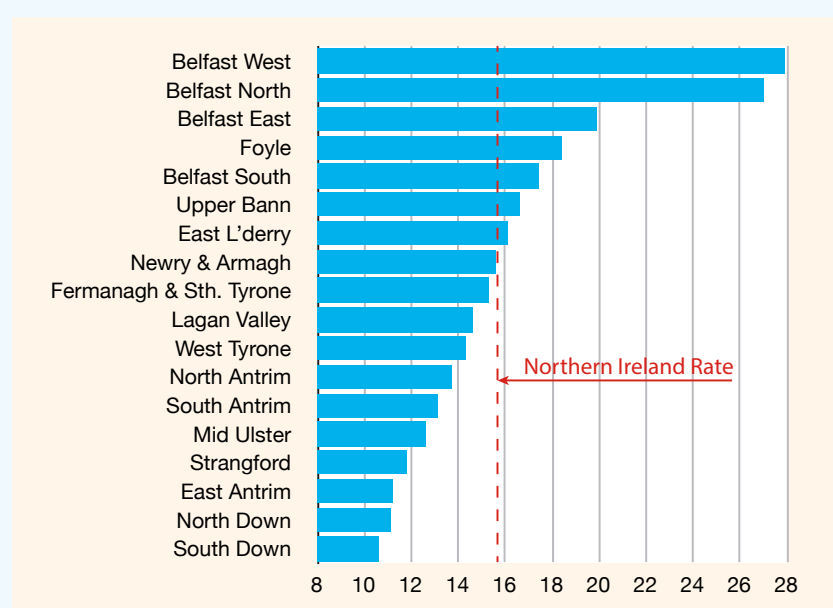 Belfast West
Belfast North
Belfast East
Foyle
Belfast South
Upper Bann
East L’derry
Newry & Armagh
Fermanagh & Sth. Tyrone
Lagan Valley
West Tyrone
Northern Ireland Rate
North Antrim
South Antrim
Mid Ulster
Strangford
East Antrim
North Down
South Down
8 10 12 14 16 18 20 22 24 26 28